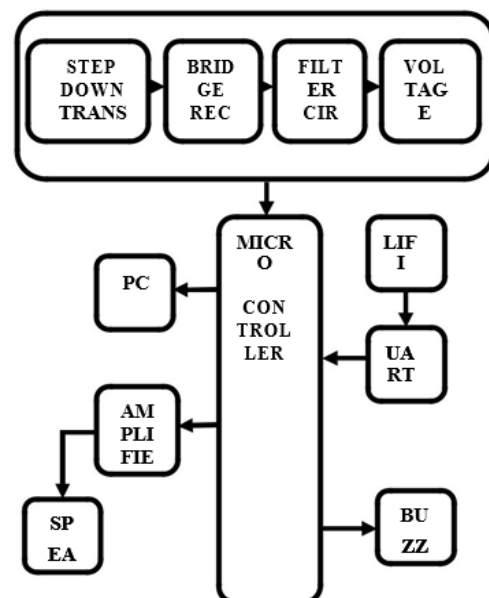 STEP
DOWN
TRANS
BRID
GE
REC
FILT
ER
CIR
VOL
TAG
E
MICR
O
CON
TROL
LER
LIF
I
PC
UA
RT
AM
PLI
FIE
SP
EA
BU
ZZ